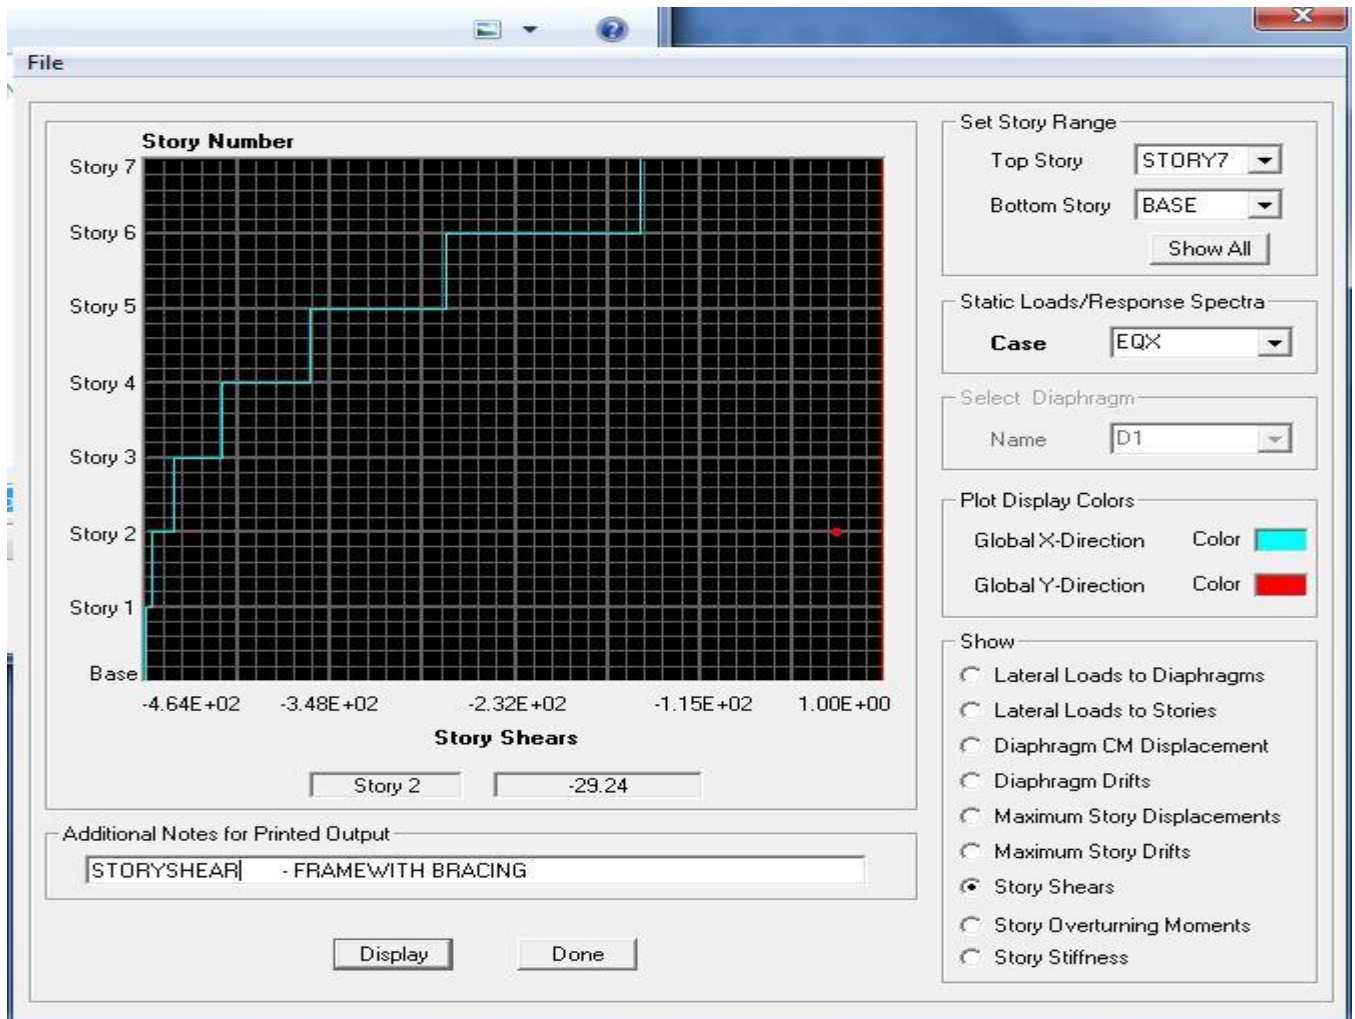 File
Story Number
Story 7
Story 6
Story 5
Story 4
Story 3
Story 2
Story 1
Base
-4.64E+02 -3.48E+02 -2.32E+02 -1.15E+02 1.00E+00
Story Shears
Story 2 -29.24
Additional Notes for Printed Output
STORYSHEAR - FRAMEWITH BRACING
Display Done
Set Story Range
Top Story STORY7
Bottom Story BASE
Show All
Static Loads/Response Spectra
Case EQX
Select Diaphragm
Name D1
Plot Display Colors
Global X-Direction Color
Global Y-Direction Color
Show
Lateral Loads to Diaphragms
Lateral Loads to Stories
Diaphragm CM Displacement
Diaphragm Drifts
Maximum Story Displacements
Maximum Story Drifts
Story Shears
Story Overturning Moments
Story Stiffness